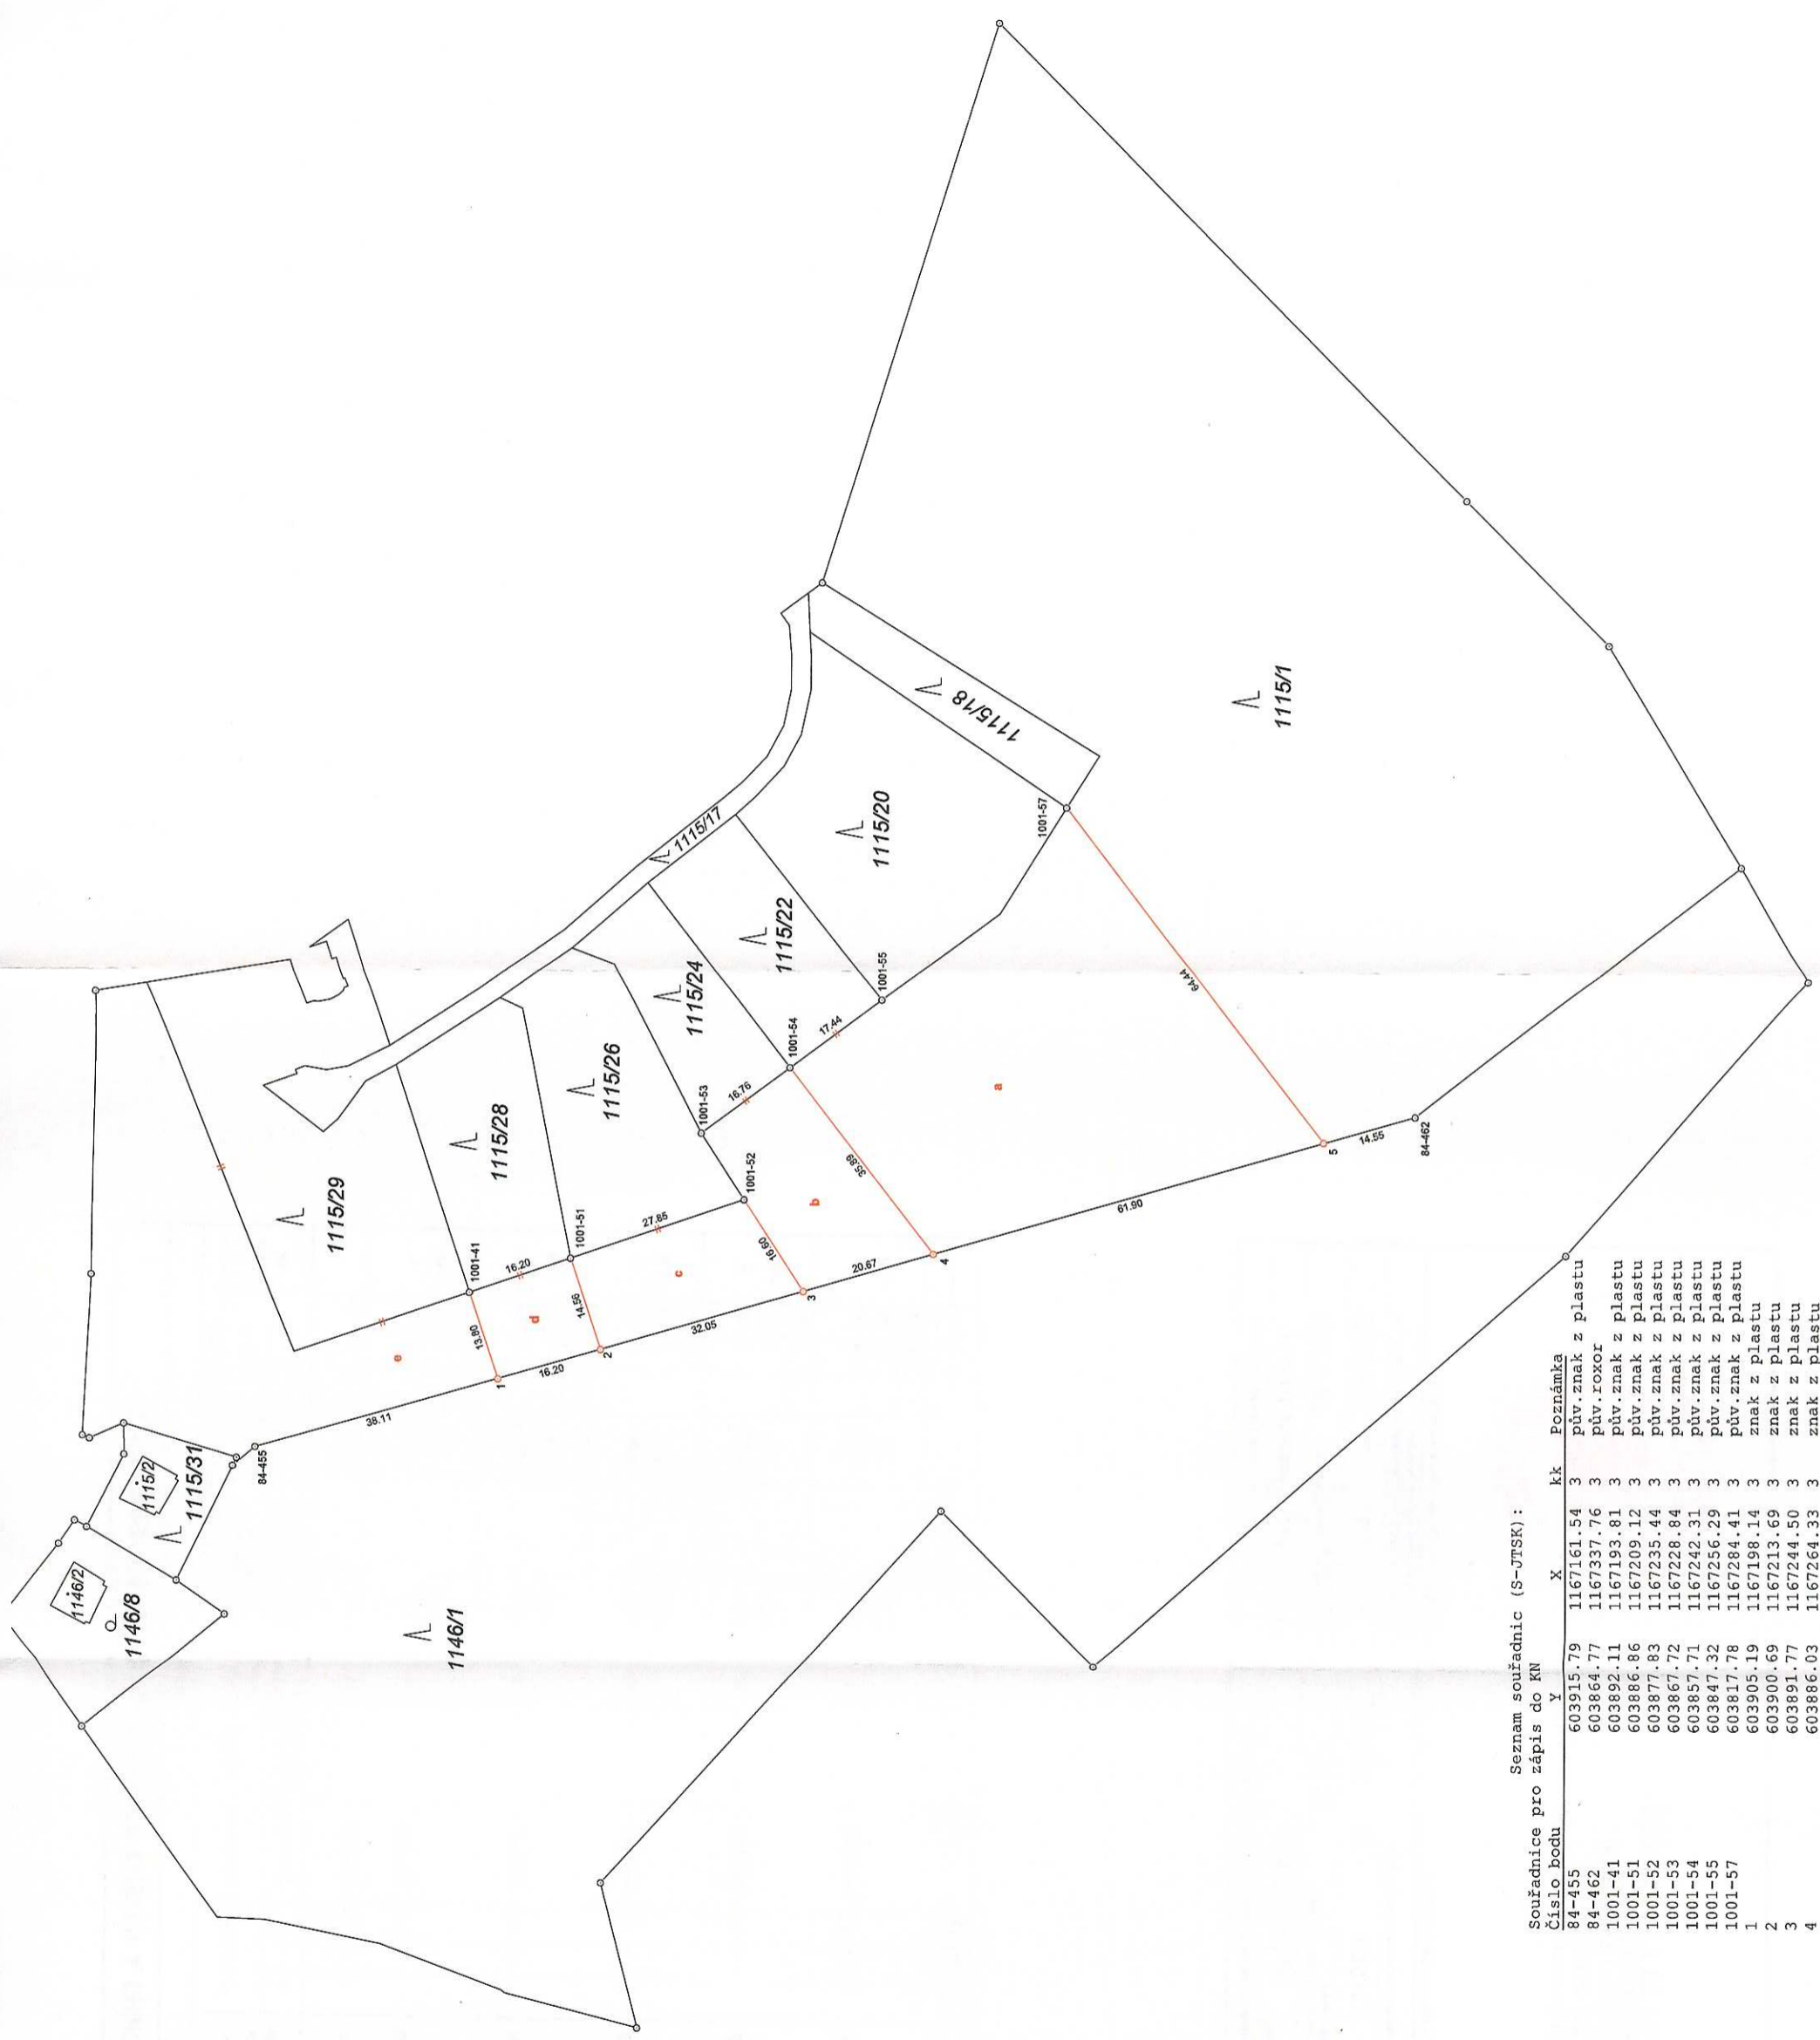 1146/2
1146/8
1115/2
1115/31
84-455
1146/1
1115/29
e
38.11
1001-41
13.80
1
16.20
d
16.20
1115/28
1001-51
14.56
2
c
27.85
32.05
1115/26
1001-52
16.60
3
1001-53
16.76
1115/24
b
20.67
1001-54
35.89
4
1115/22
17.44
1001-55
1115/17
1115/20
1115/18
1001-57
a
61.90
64.44
5
14.55
84-462
1115/1
Seznam souřadnic (S-JTSK):
Souřadnice pro zápis do KN
Číslo bodu Y X kk Poznámka
84-455 603915.79 1167161.54 3 pův.znak z plastu
84-462 603864.77 1167337.76 3 pův.roxor
1001-41 603892.11 1167193.81 3 pův.znak z plastu
1001-51 603886.86 1167209.12 3 pův.znak z plastu
1001-52 603877.83 1167235.44 3 pův.znak z plastu
1001-53 603867.72 1167228.84 3 pův.znak z plastu
1001-54 603857.71 1167242.31 3 pův.znak z plastu
1001-55 603847.32 1167256.29 3 pův.znak z plastu
1001-57 603817.78 1167284.41 3 pův.znak z plastu
1 603905.19 1167198.14 3 znak z plastu
2 603900.69 1167213.69 3 znak z plastu
3 603891.77 1167244.50 3 znak z plastu
4 603886.03 1167264.33 3 znak z plastu